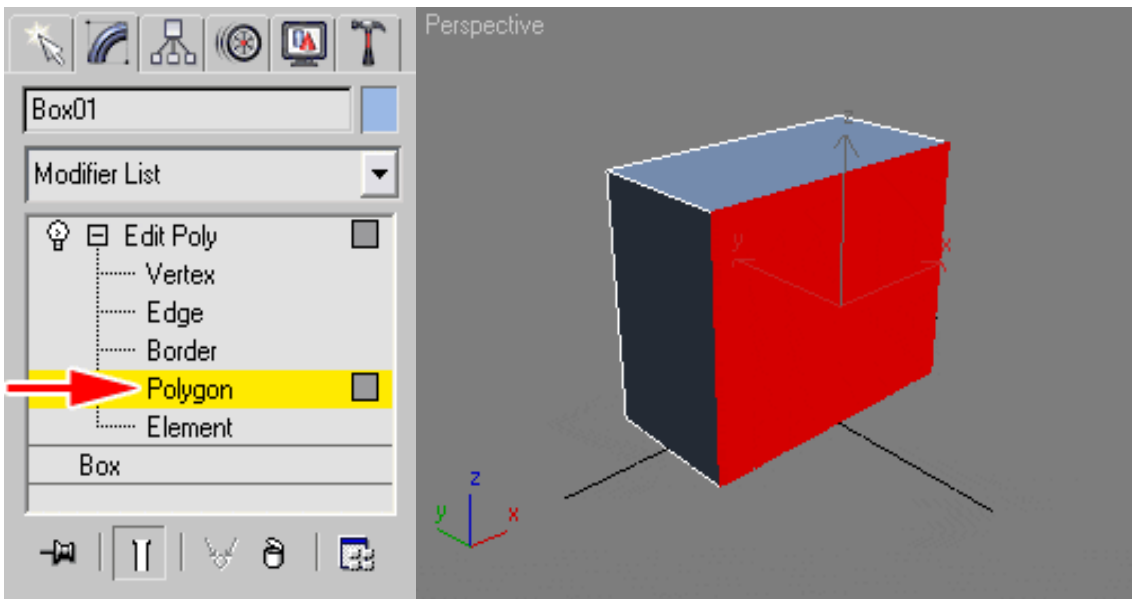 Perspective
Box01
Modifier List
Edit Poly
Vertex
Edge
Border
Polygon
Element
Box
z
y
x
z
y
x